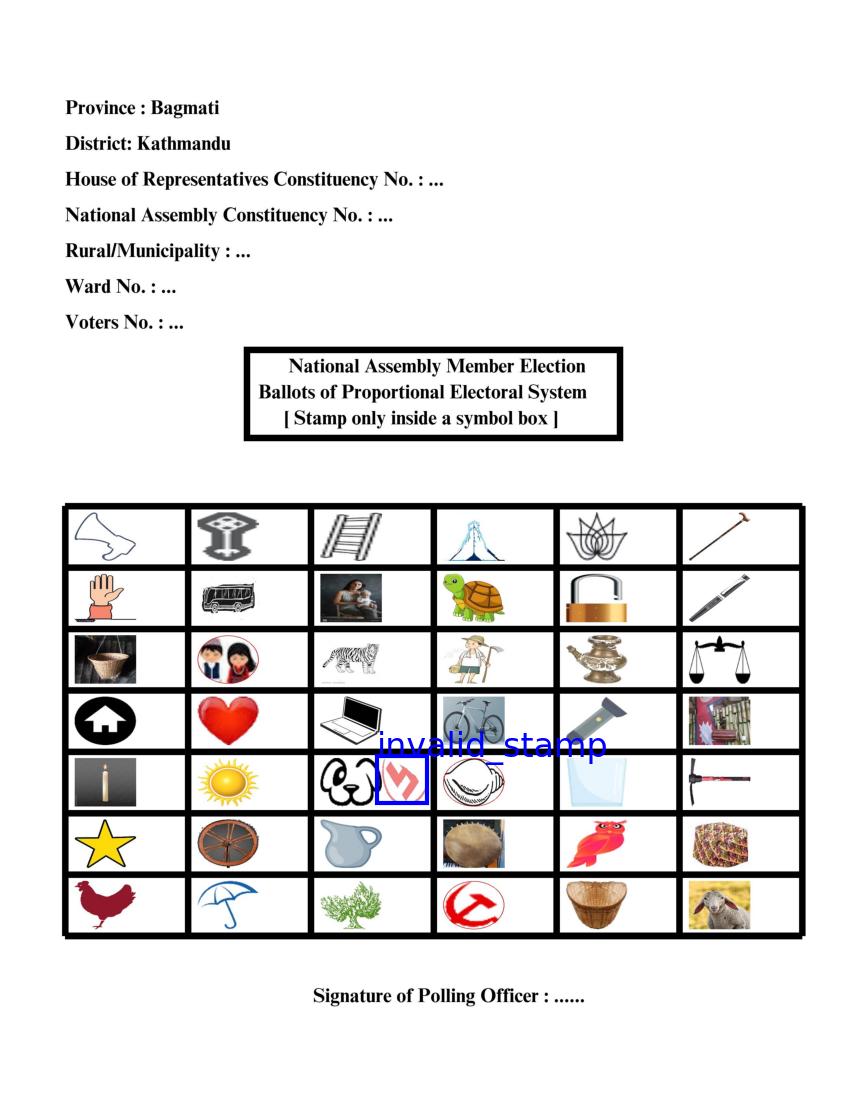 Province : Bagmati
District: Kathmandu
House of Representatives Constituency No. : ...
National Assembly Constituency No. : ...
Rural/Municipality : ...
Ward No. : ...
Voters No. : ...
National Assembly Member Election
Ballots of Proportional Electoral System
[ Stamp only inside a symbol box ]
invalid_stamp
Signature of Polling Officer : ......